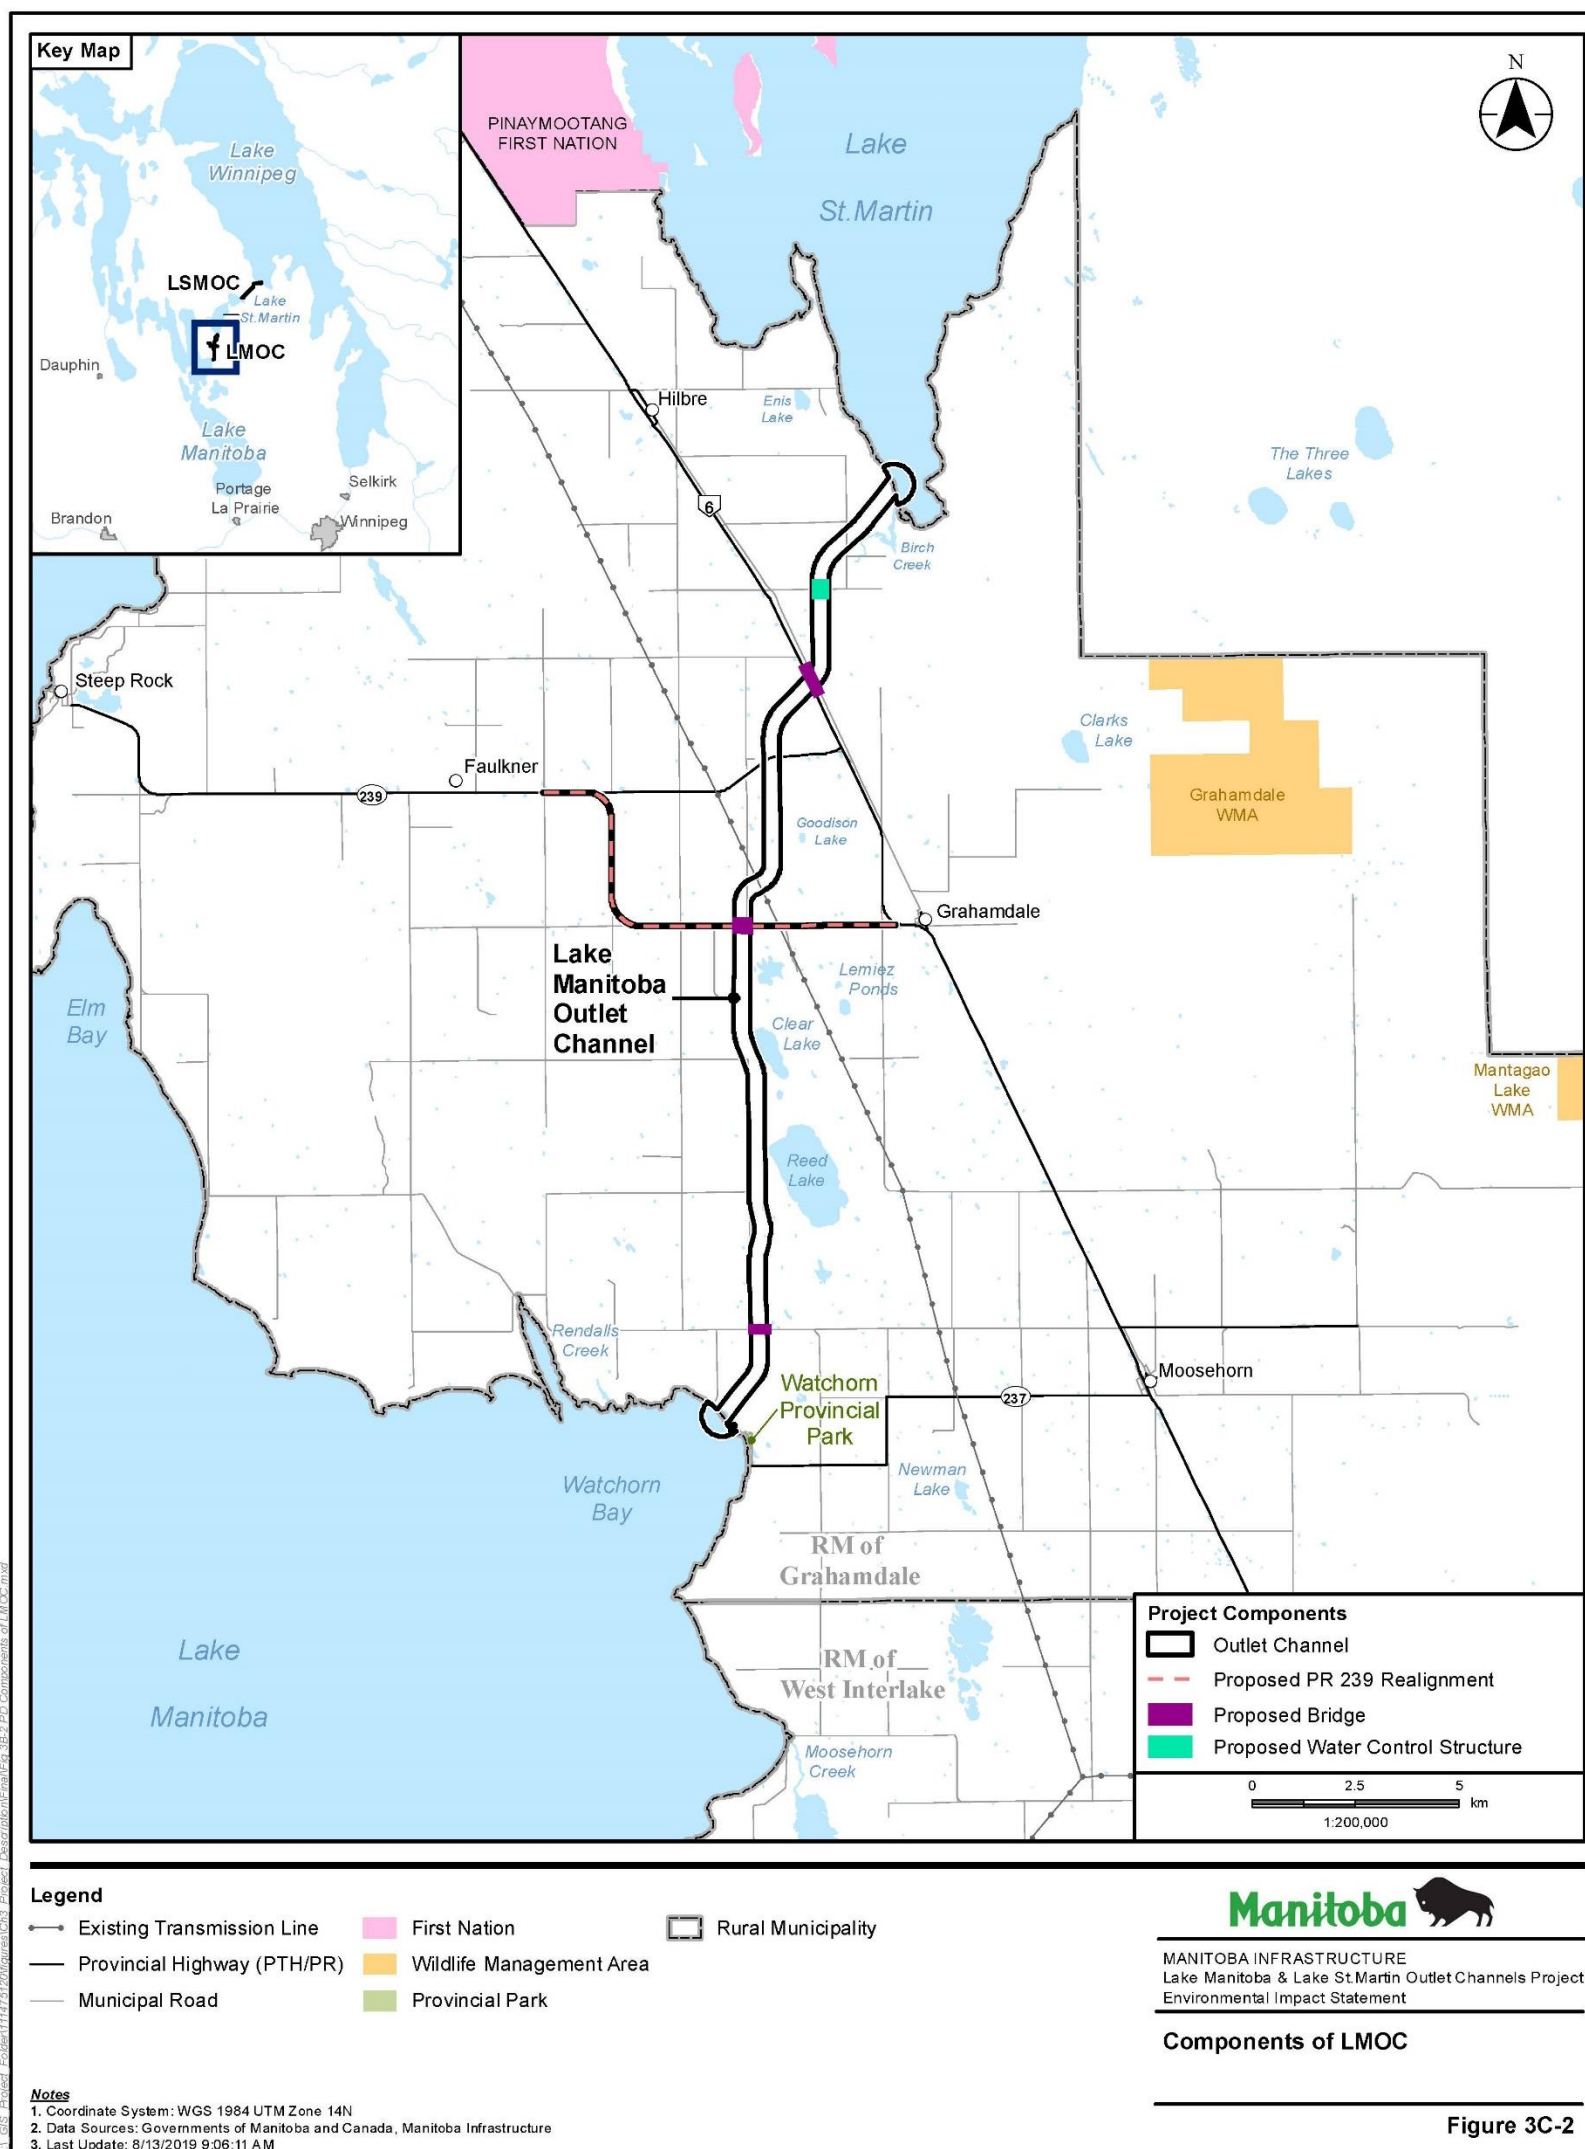 Key Map
Lake
Winnipeg
LSMOC
Lake
St.Martin
LMOC
Dauphin
Lake
Manitoba
Portage
La Prairie
Selkirk
Brandon
Winnipeg
N
PINAYMOOTANG
FIRST NATION
Lake
St.Martin
Hilbre
Enis
Lake
The Three
Lakes
6
Birch
Creek
Steep Rock
Clarks
Lake
Faulkner
239
Grahamdale
WMA
Goodison
Lake
Grahamdale
Lake
Manitoba
Outlet
Channel
Lemiez
Ponds
Elm
Bay
Clear
Lake
Mantagao
Lake
WMA
Reed
Lake
Rendalls
Creek
Moosehorn
Watchorn
Provincial
Park
237
Watchorn
Bay
Newman
Lake
RM of
Grahamdale
RM of
West Interlake
Lake
Manitoba
Moosehorn
Creek
Project Components
Outlet Channel
Proposed PR 239 Realignment
Proposed Bridge
Proposed Water Control Structure
0 2.5 5
km
1:200,000
Legend
Existing Transmission Line
Provincial Highway (PTH/PR)
Municipal Road
First Nation
Wildlife Management Area
Provincial Park
Rural Municipality
Manitoba
MANITOBA INFRASTRUCTURE
Lake Manitoba & Lake St.Martin Outlet Channels Project
Environmental Impact Statement
Components of LMOC
Figure 3C-2
Notes
1. Coordinate System: WGS 1984 UTM Zone 14N
2. Data Sources: Governments of Manitoba and Canada, Manitoba Infrastructure
3. Last Update: 8/13/2019 9:06:11 AM